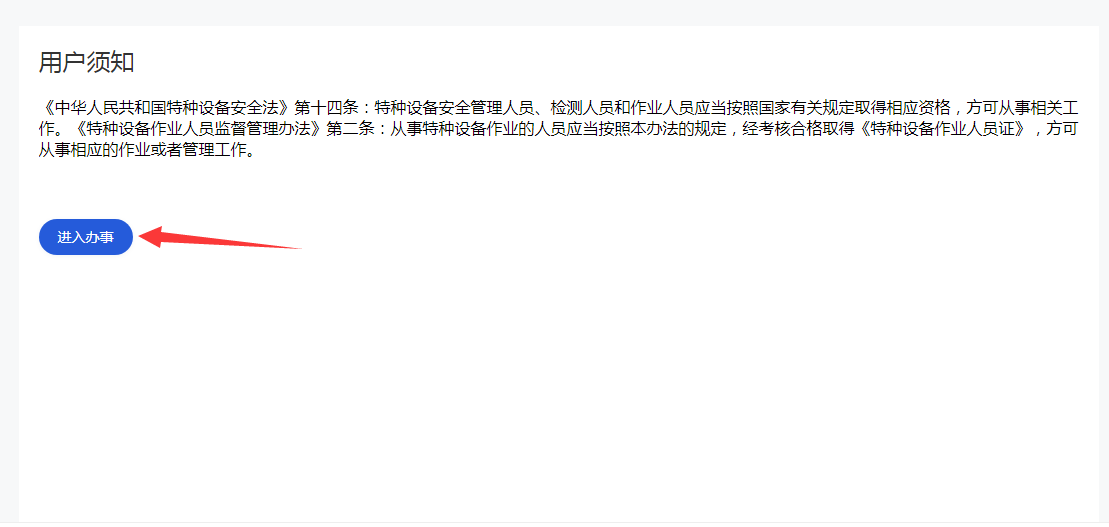 用户须知
《中华人民共和国特种设备安全法》第十四条：特种设备安全管理人员、检测人员和作业人员应当按照国家有关规定取得相应资格，方可从事相关工
作。《特种设备作业人员监督管理办法》第二条：从事特种设备作业的人员应当按照本办法的规定，经考核合格取得《特种设备作业人员证》，方可
从事相应的作业或者管理工作。
进入办事